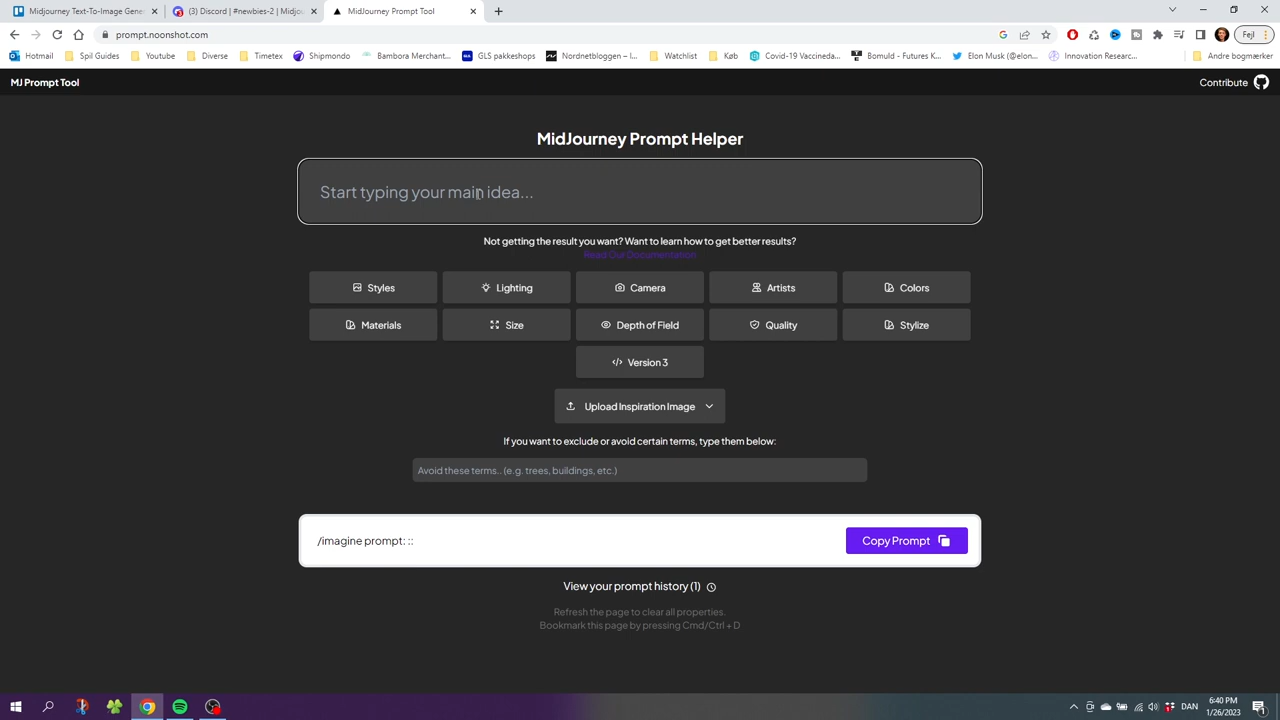 Midjourney Text-To-Image Gene
(3) Discord | #newbies-2 | Midjou
MidJourney Prompt Tool
prompt.noonshot.com
Fejl
Hotmail
Spil Guides
Youtube
Diverse
Timetex
Shipmondo
Bambora Merchant...
GLS pakkeshops
Nordnetbloggen – I...
Watchlist
Køb
Covid-19 Vaccineda...
Bomuld - Futures K...
Elon Musk (@elon...
Innovation Researc...
Andre bogmærker
MJ Prompt Tool
Contribute
MidJourney Prompt Helper
Start typing your main idea...
Not getting the result you want? Want to learn how to get better results?
Read Our Documentation
Styles
Lighting
Camera
Artists
Colors
Materials
Size
Depth of Field
Quality
Stylize
Version 3
Upload Inspiration Image
If you want to exclude or avoid certain terms, type them below:
Avoid these terms.. (e.g. trees, buildings, etc.)
/imagine prompt: ::
Copy Prompt
View your prompt history (1)
Refresh the page to clear all properties.
Bookmark this page by pressing Cmd/Ctrl + D
DAN
6:40 PM
1/26/2023